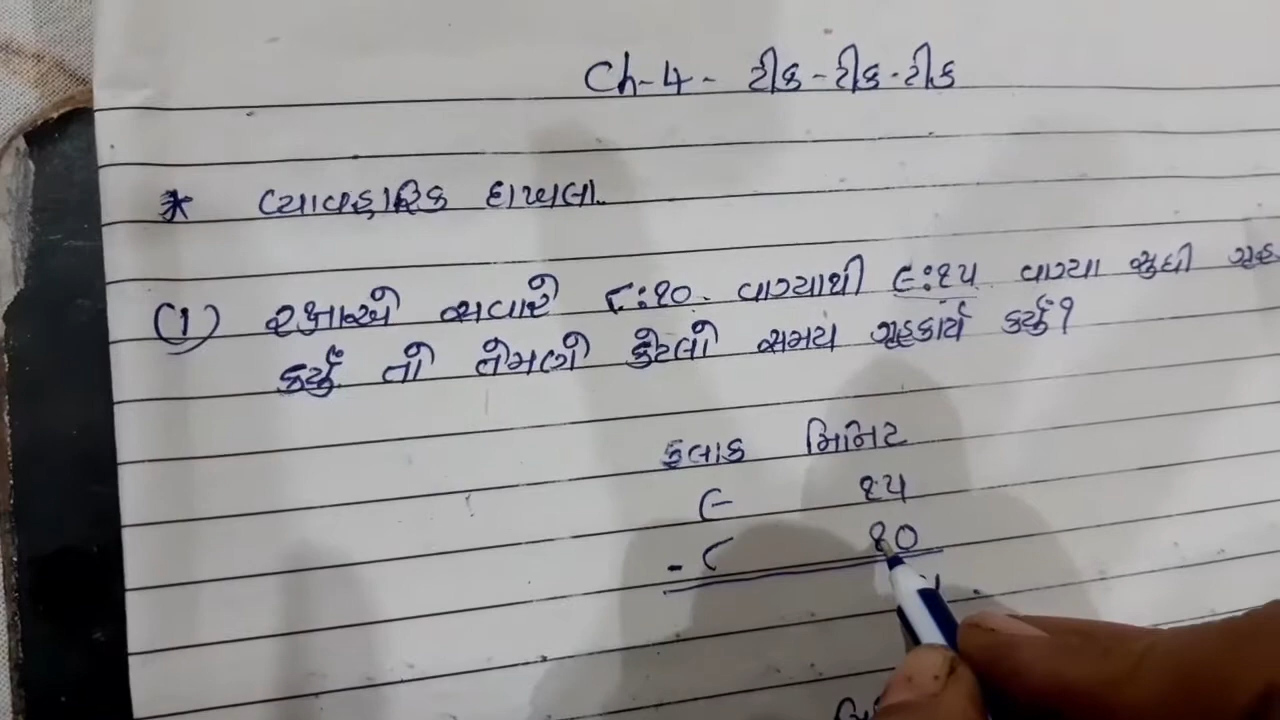 Ch-4 - ટીક - ટીક - ટીક
* વ્યાવહારિક દાખલા.
(1) રક્ષાએ સવારે ૮:૧૦ વાગ્યાથી ૯:૧૫ વાગ્યા સુધી ગૃહ
કર્યું તો તેમણે કેટલો સમય ગૃહકાર્ય કર્યું?
કલાક મિનિટ
૯ ૧૫
- ૮ ૧૦